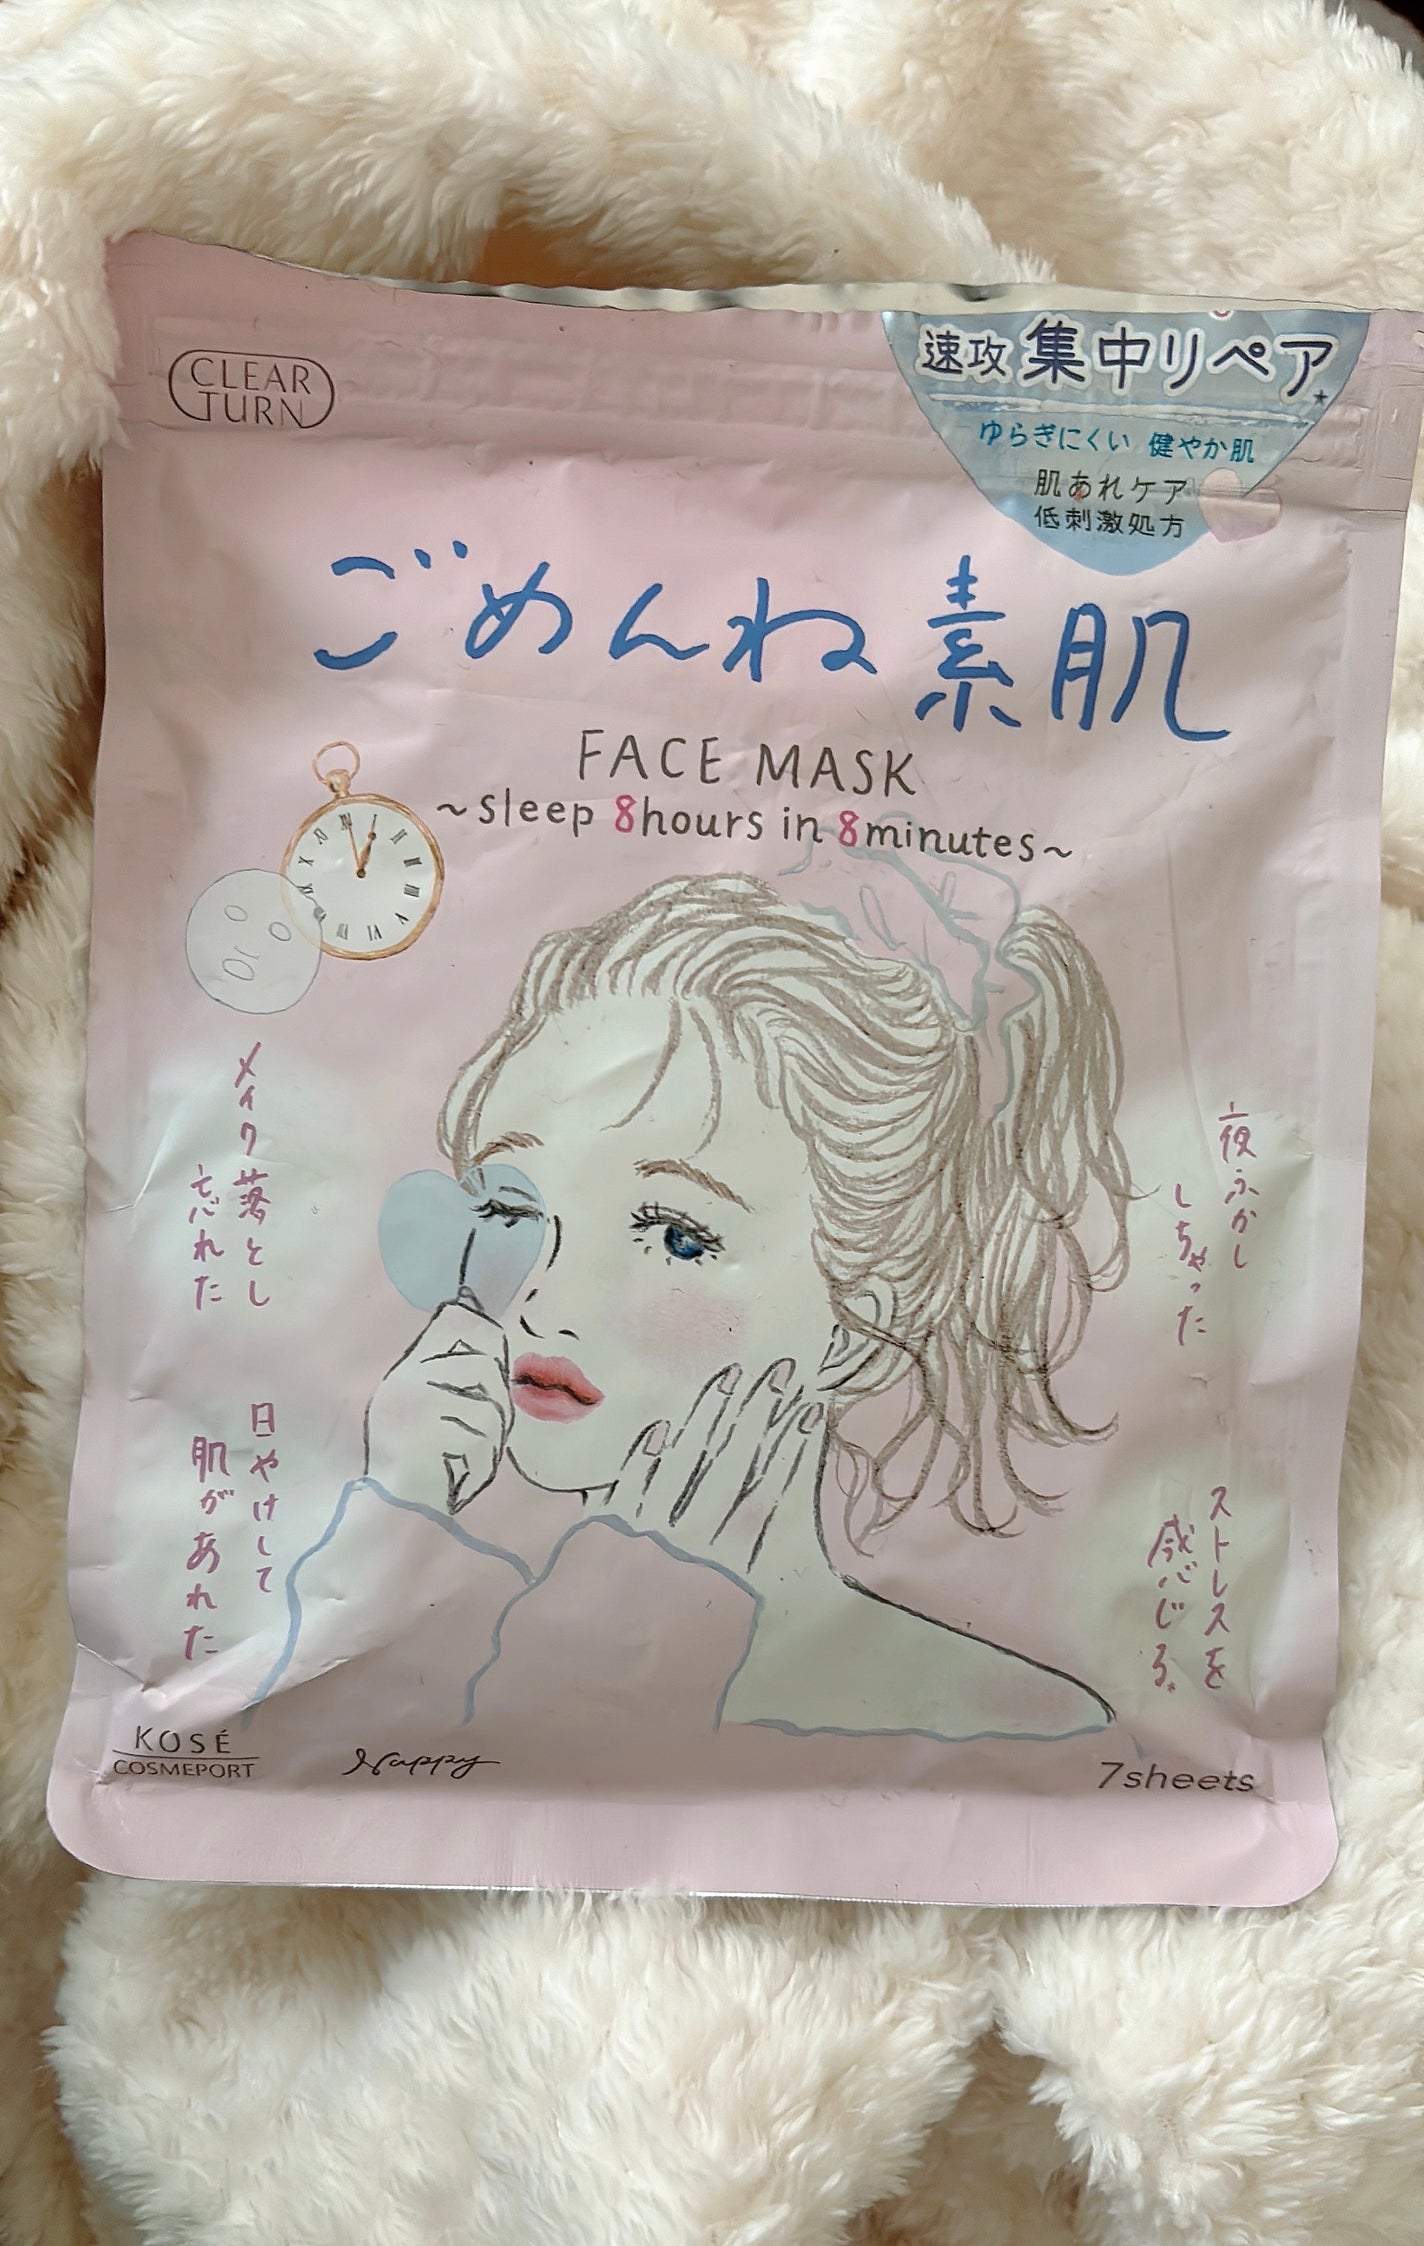 CLEAR
TURN
速攻 集中リペア*
ゆらぎにくい 健やか肌
肌あれケア
低刺激処方
ごめんね素肌
FACE MASK
~sleep 8hours in 8minutes~
メイク落とし
忘れた
夜ふかし
しちゃった
日やけして
肌があれた
ストレスを
感じる*
KOSÉ
COSMEPORT
Nappy
7sheets